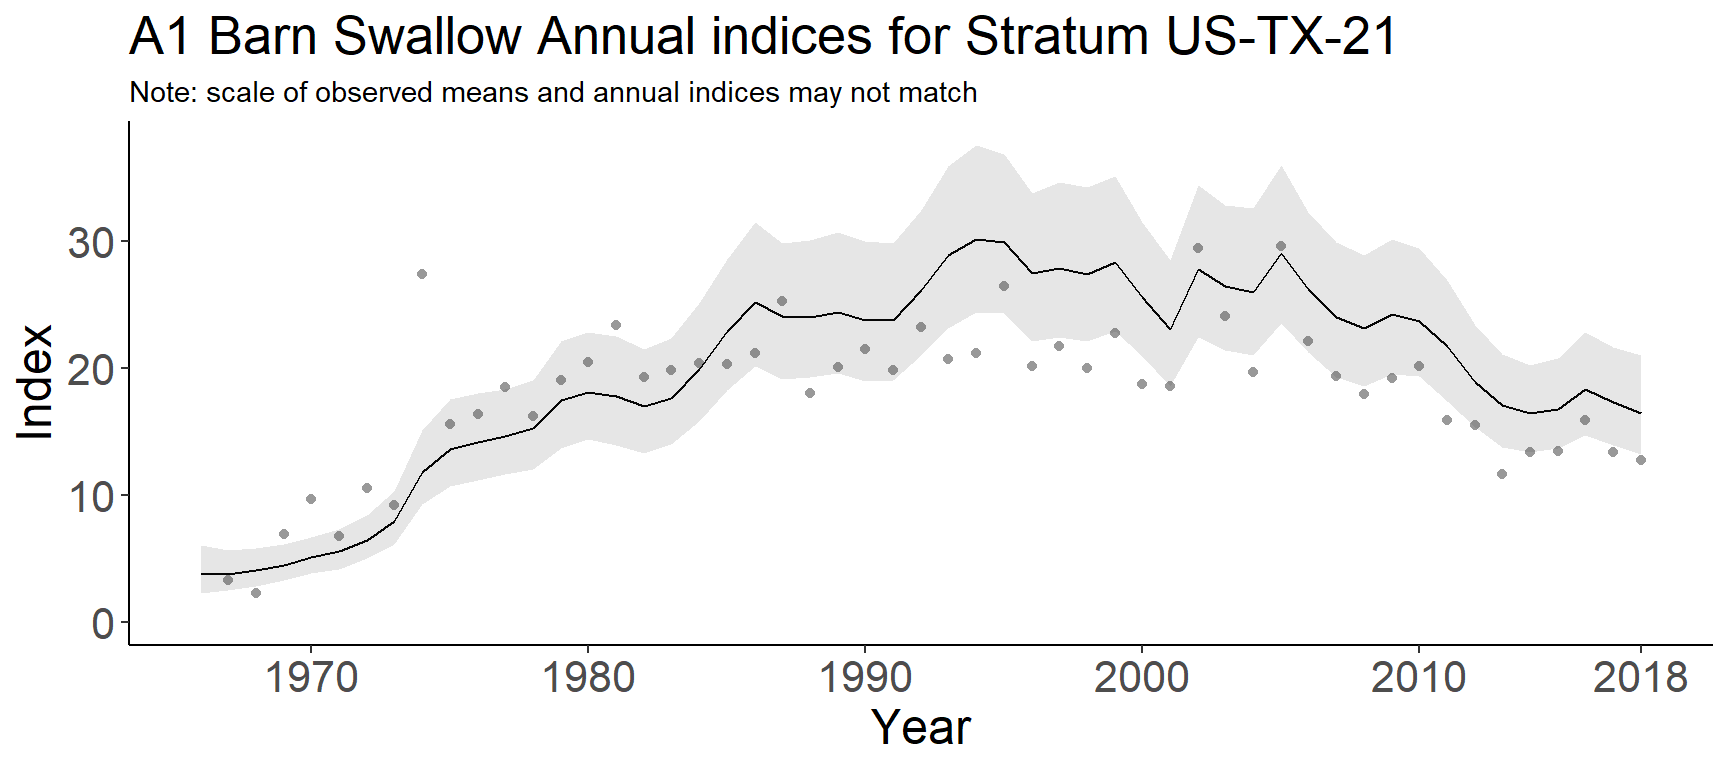 A1 Barn Swallow Annual indices for Stratum US-TX-21
Note: scale of observed means and annual indices may not match
Index
30
20
10
0
1970 1980 1990 2000 2010 2018
Year